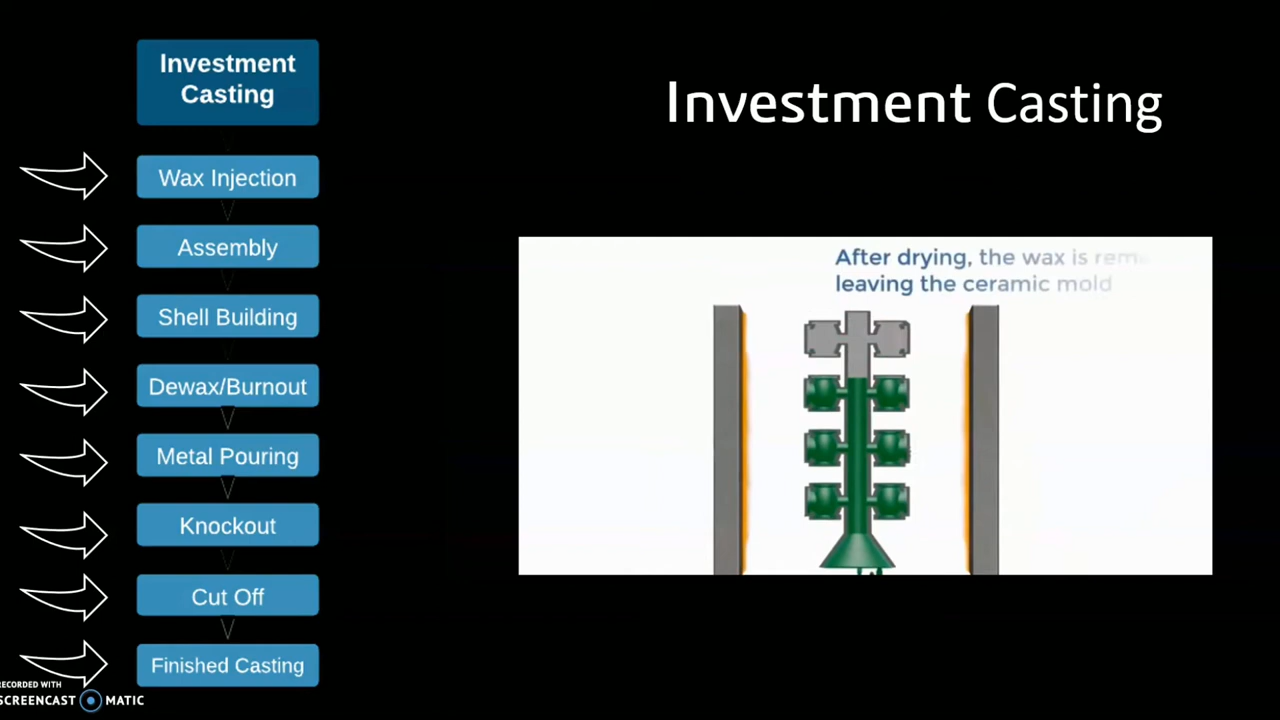 Investment
Casting
Wax Injection
Assembly
Shell Building
Dewax/Burnout
Metal Pouring
Knockout
Cut Off
Finished Casting
Investment Casting
After drying, the wax is
leaving the ceramic mold
RECORDED WITH
SCREENCAST MATIC